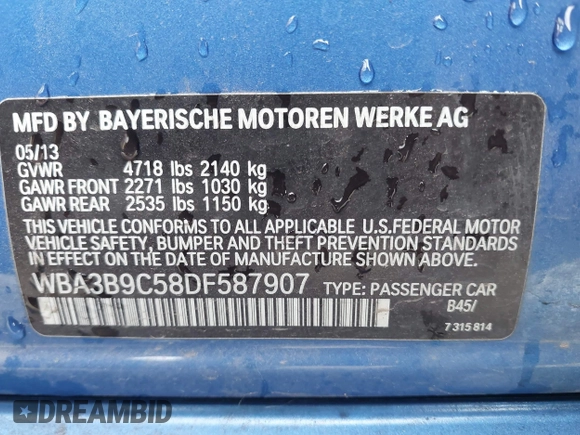 MFD BY BAYERISCHE MOTOREN WERKE AG
05/13
GVWR 4718 lbs 2140 kg
GAWR FRONT 2271 lbs 1030 kg
GAWR REAR 2535 lbs 1150 kg
THIS VEHICLE CONFORMS TO ALL APPLICABLE U.S.FEDERAL MOTOR
VEHICLE SAFETY, BUMPER AND THEFT PREVENTION STANDARDS
IN EFFECT ON THE DATE OF MANUFACTURE SHOWN ABOVE.
WBA3B9C58DF587907 TYPE: PASSENGER CAR
B45/
7 315 814
DREAMBID